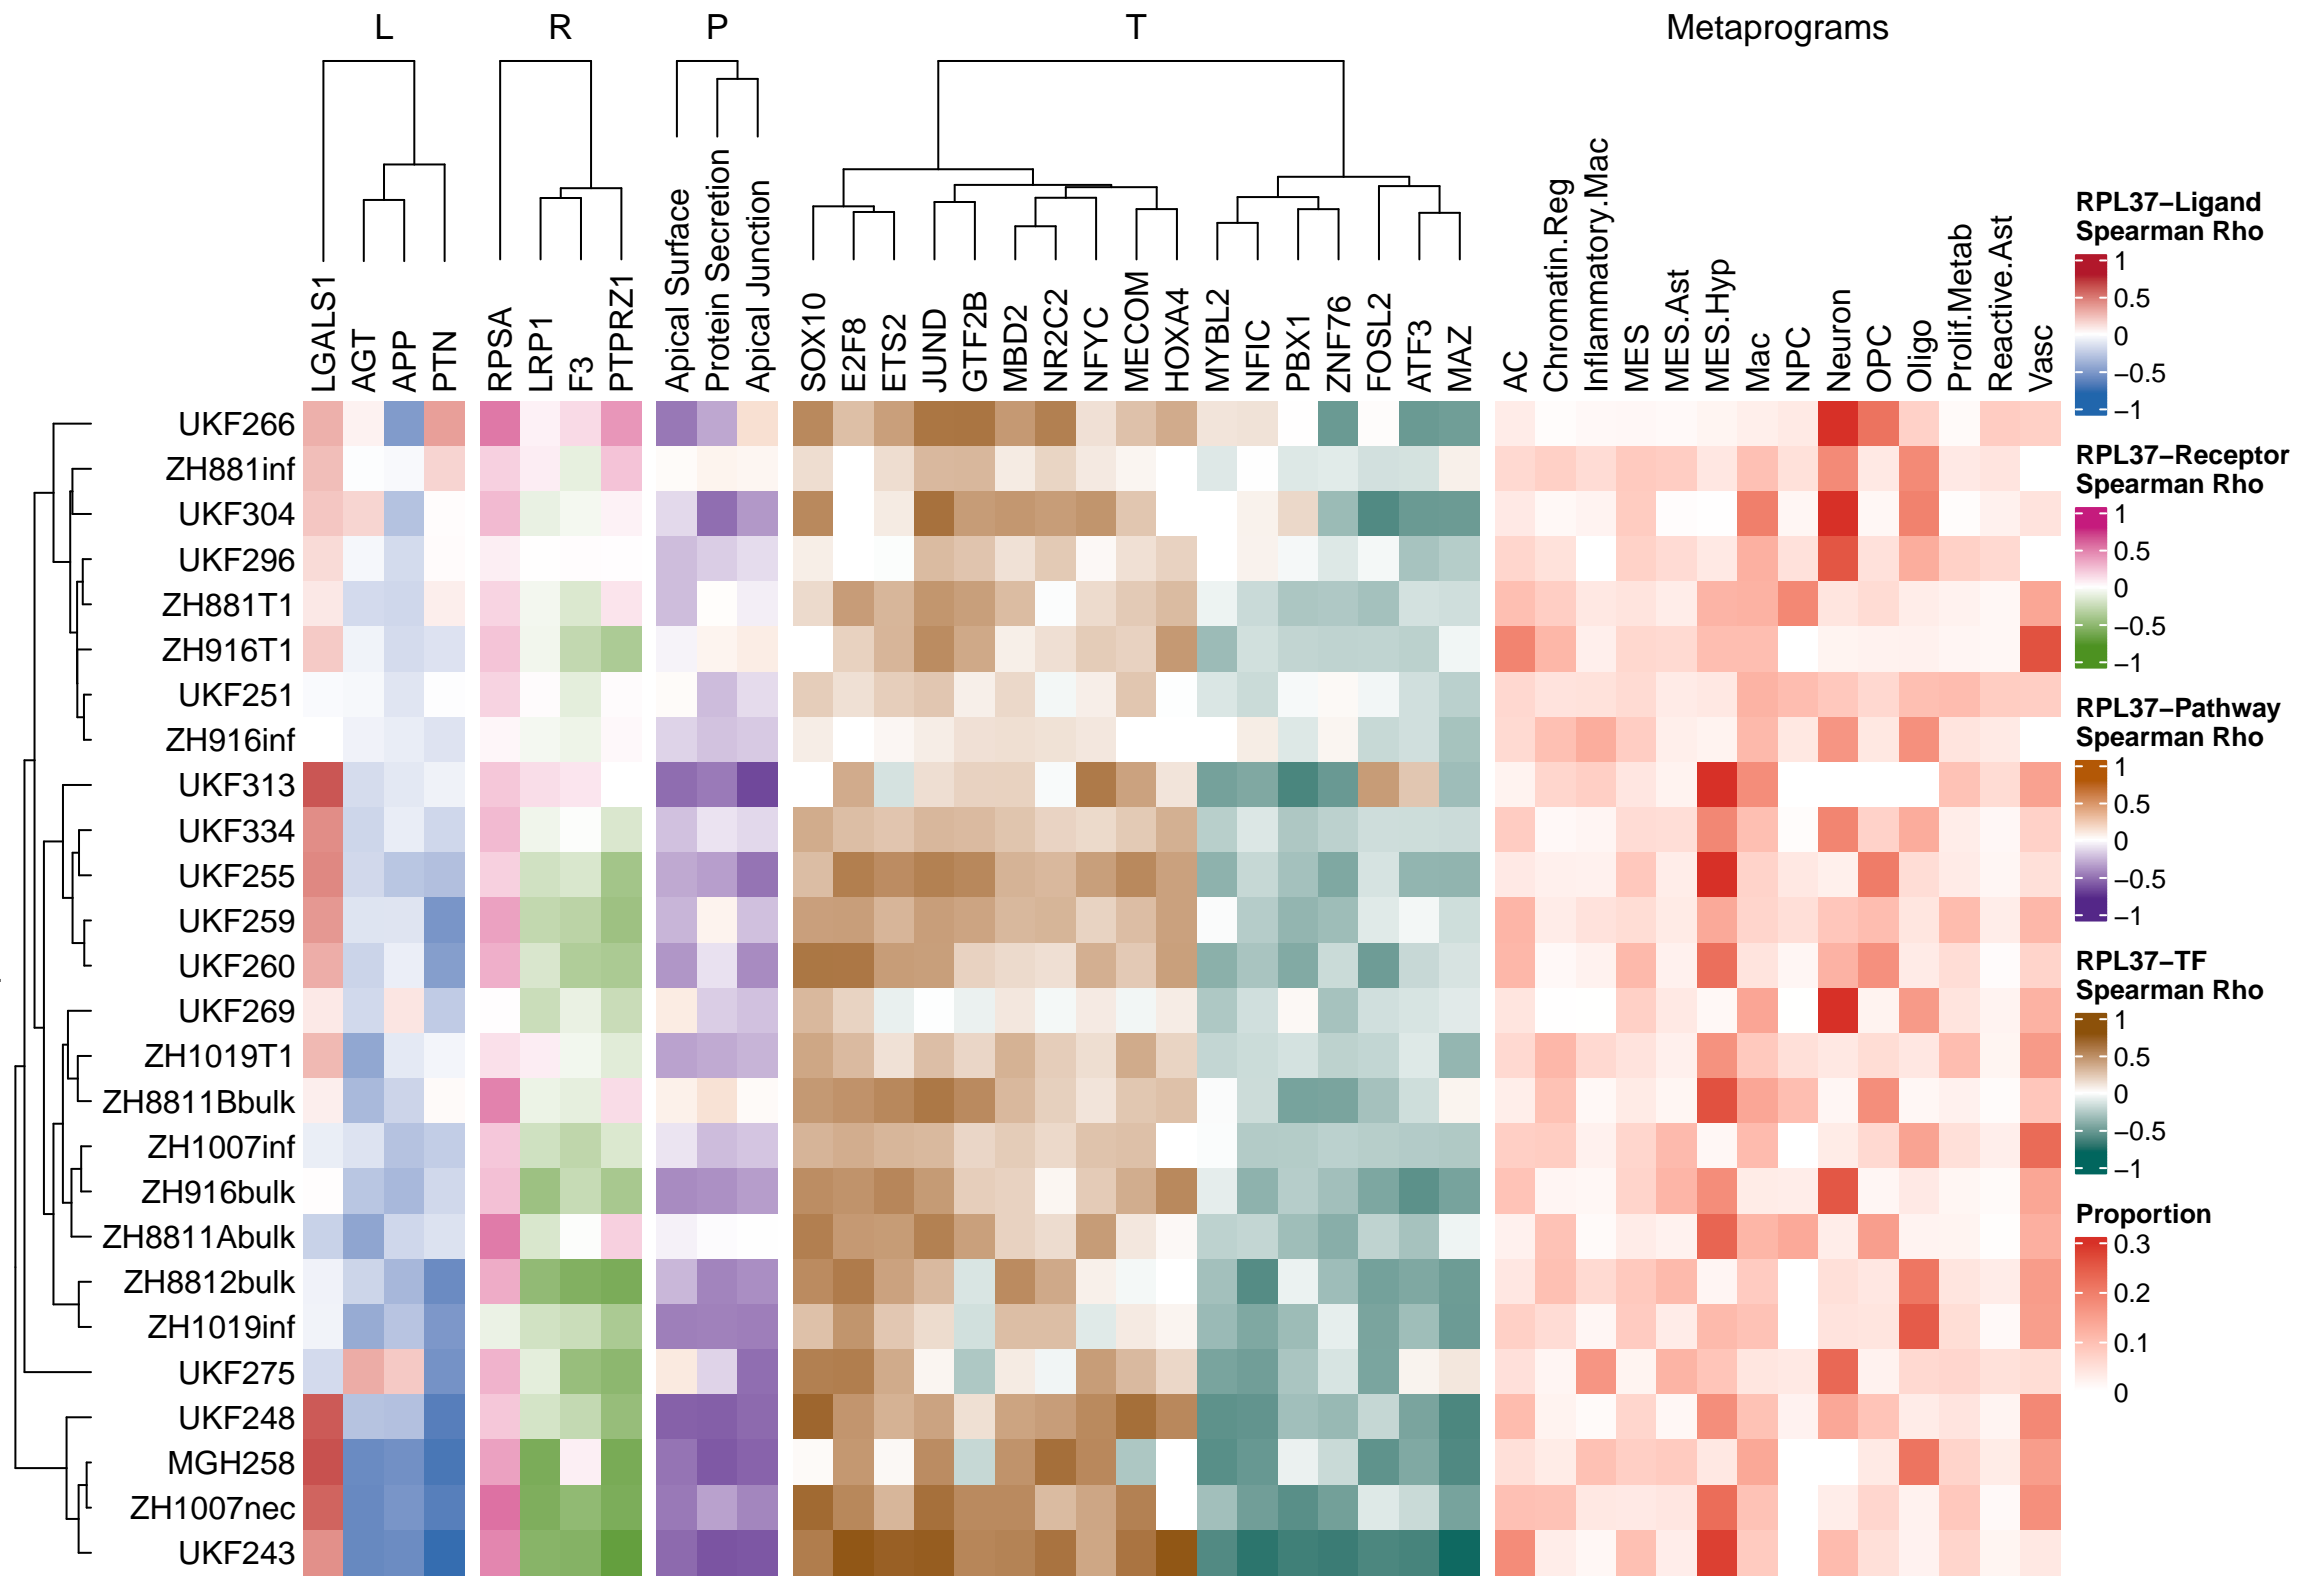 L R P T Metaprograms
LGALS1
AGT
APP
PTN
RPSA
LRP1
F3
PTPRZ1
Apical Surface
Protein Secretion
Apical Junction
SOX10
E2F8
ETS2
JUND
GTF2B
MBD2
NR2C2
NFYC
MECOM
HOXA4
MYBL2
NFIC
PBX1
ZNF76
FOSL2
ATF3
MAZ
AC
Chromatin.Reg
Inflammatory.Mac
MES
MES.Ast
MES.Hyp
Mac
NPC
Neuron
OPC
Oligo
Prolif.Metab
Reactive.Ast
Vasc
UKF266
ZH881inf
UKF304
UKF296
ZH881T1
ZH916T1
UKF251
ZH916inf
UKF313
UKF334
UKF255
UKF259
UKF260
UKF269
ZH1019T1
ZH8811Bbulk
ZH1007inf
ZH916bulk
ZH8811Abulk
ZH8812bulk
ZH1019inf
UKF275
UKF248
MGH258
ZH1007nec
UKF243
RPL37−Ligand
Spearman Rho
1
0.5
0
−0.5
−1
RPL37−Receptor
Spearman Rho
1
0.5
0
−0.5
−1
RPL37−Pathway
Spearman Rho
1
0.5
0
−0.5
−1
RPL37−TF
Spearman Rho
1
0.5
0
−0.5
−1
Proportion
0.3
0.2
0.1
0